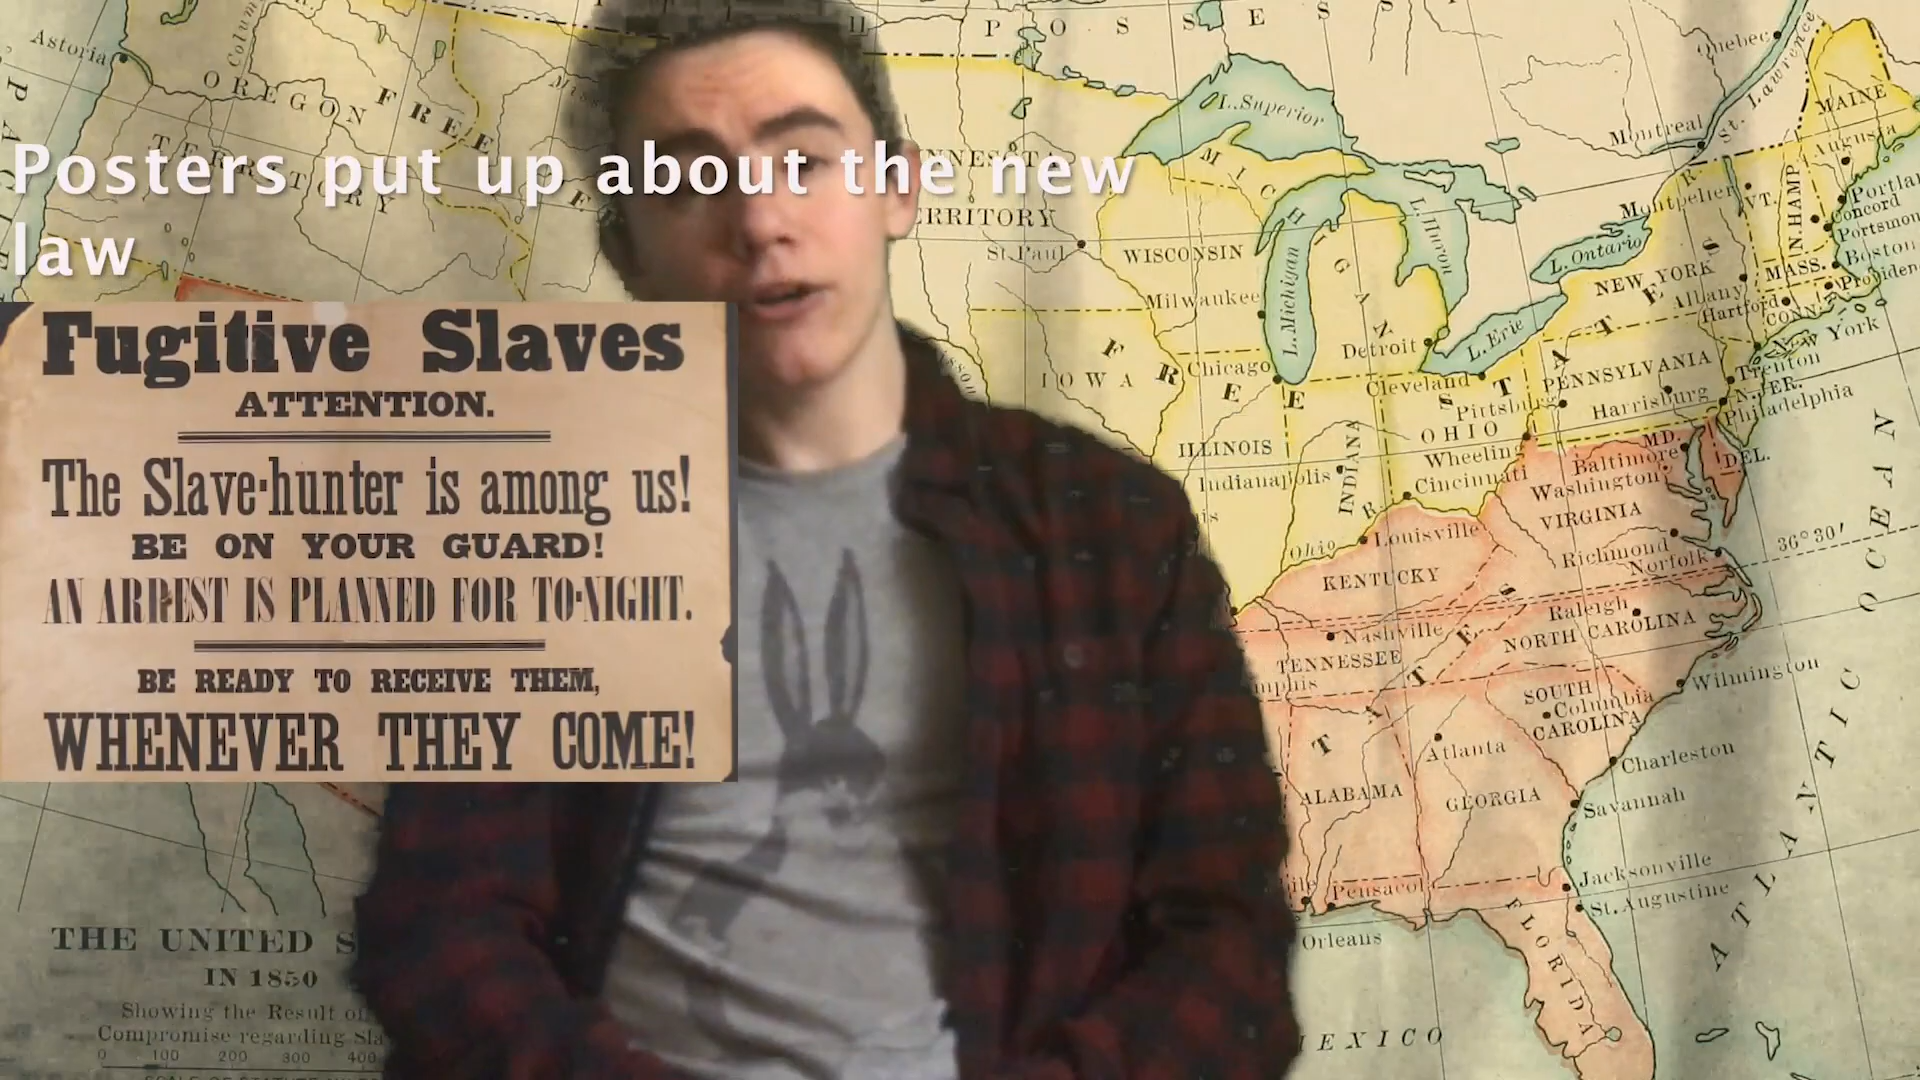 Posters put up about the new
law
Fugitive Slaves
ATTENTION.
The Slave-hunter is among us!
BE ON YOUR GUARD!
AN ARREST IS PLANNED FOR TO-NIGHT.
BE READY TO RECEIVE THEM,
WHENEVER THEY COME!
Astoria
OREGON
TERRITORY
FREE
MINNESOTA
TERRITORY
St. Paul
L. Superior
MICHIGAN
WISCONSIN
Milwaukee
L. Michigan
L. Huron
IOWA
Chicago
Detroit
L. Erie
L. Ontario
Quebec
Montreal
St. Lawrence R.
MAINE
Augusta
Montpelier
VT.
N. HAMP.
Portland
Concord
Portsmouth
Boston
MASS.
Providence
NEW YORK
Albany
Hartford
CONN.
New York
Trenton
N. JER.
Philadelphia
PENNSYLVANIA
Harrisburg
Pittsburg
Cleveland
FREE STATES
OHIO
Wheeling
Cincinnati
ILLINOIS
INDIANA
Indianapolis
MD.
Baltimore
DEL.
Washington
VIRGINIA
Richmond
Norfolk
36°30'
Ohio R.
Louisville
KENTUCKY
Nashville
TENNESSEE
Raleigh
NORTH CAROLINA
Wilmington
SOUTH
CAROLINA
Columbia
Charleston
Atlanta
ALABAMA
GEORGIA
Savannah
Jacksonville
St. Augustine
Pensacola
Orleans
FLORIDA
MEXICO
ATLANTIC OCEAN
THE UNITED S
IN 1850
Showing the Result of
Compromise regarding Sla
0 100 200 300 400